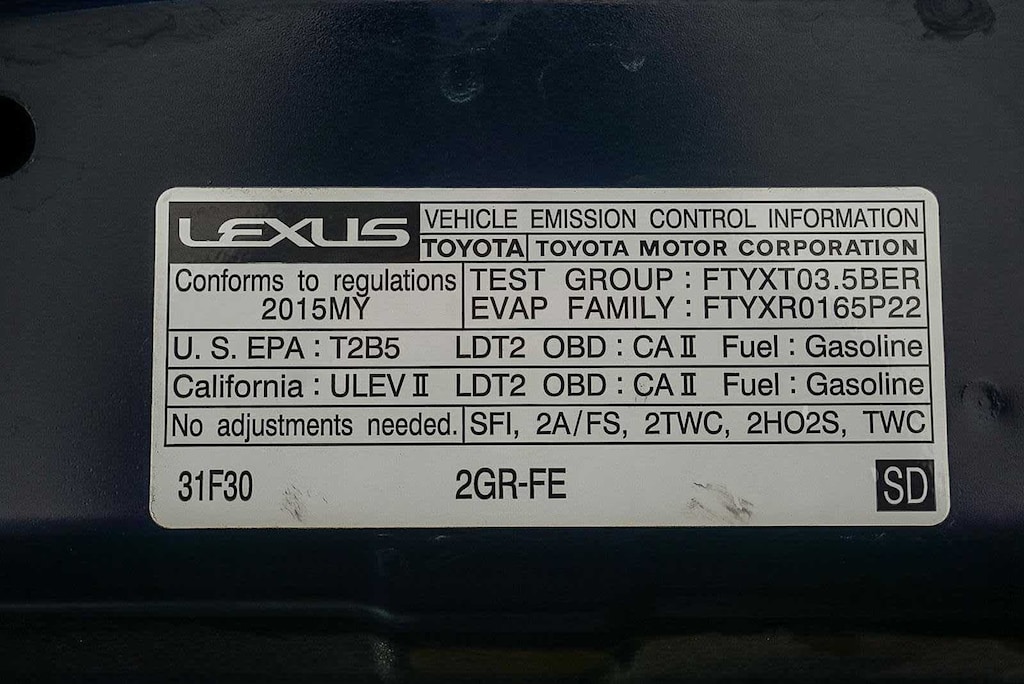 LEXUS
VEHICLE EMISSION CONTROL INFORMATION
TOYOTA TOYOTA MOTOR CORPORATION
Conforms to regulations
2015MY
TEST GROUP : FTYXT03.5BER
EVAP FAMILY : FTYXR0165P22
U. S. EPA : T2B5 LDT2 OBD : CA II Fuel : Gasoline
California : ULEV II LDT2 OBD : CA II Fuel : Gasoline
No adjustments needed. SFI, 2A/FS, 2TWC, 2HO2S, TWC
31F30 2GR-FE SD